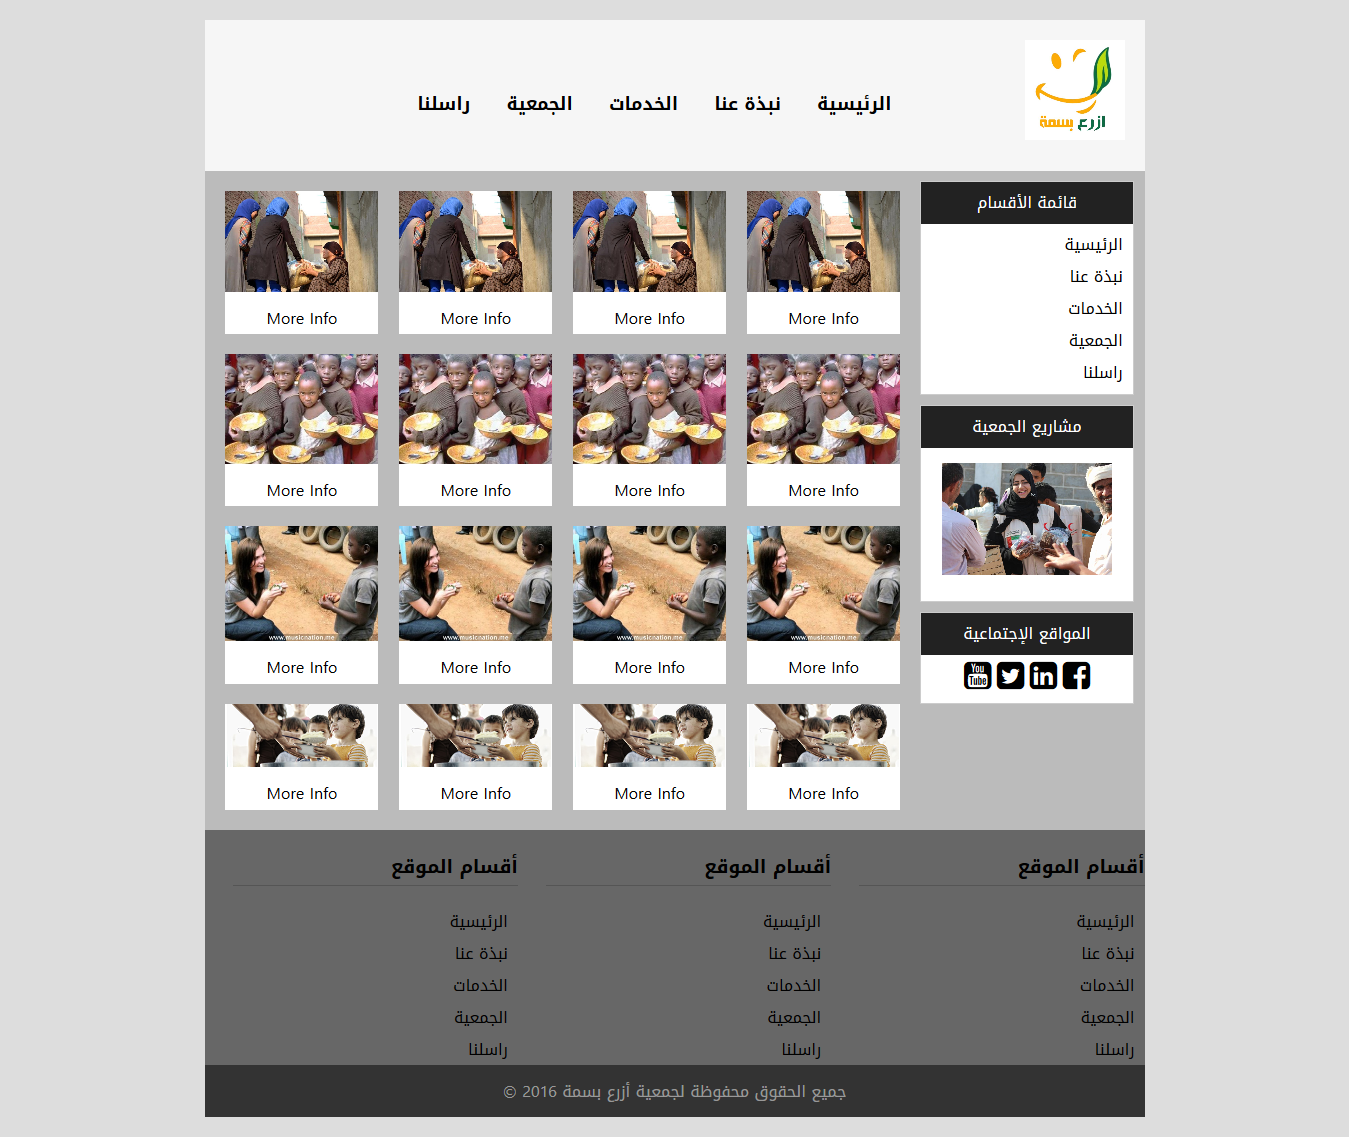 ازرع بسمة
الرئيسية نبذة عنا الخدمات الجمعية راسلنا
قائمة الأقسام
الرئيسية
نبذة عنا
الخدمات
الجمعية
راسلنا
مشاريع الجمعية
المواقع الإجتماعية
You Tube in
More Info More Info More Info More Info
More Info More Info More Info More Info
www.musicnation.me www.musicnation.me www.musicnation.me www.musicnation.me
More Info More Info More Info More Info
More Info More Info More Info More Info
أقسام الموقع
الرئيسية
نبذة عنا
الخدمات
الجمعية
راسلنا
أقسام الموقع
الرئيسية
نبذة عنا
الخدمات
الجمعية
راسلنا
أقسام الموقع
الرئيسية
نبذة عنا
الخدمات
الجمعية
راسلنا
جميع الحقوق محفوظة لجمعية أزرع بسمة 2016 ©